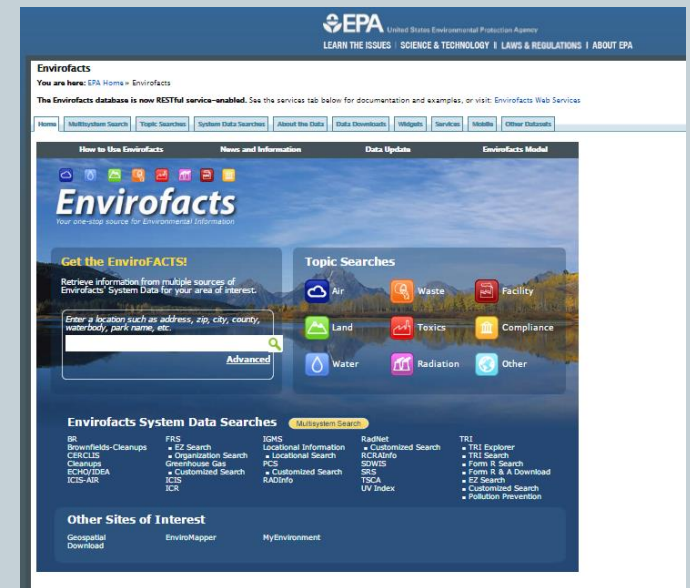 EPA United States Environmental Protection Agency
LEARN THE ISSUES | SCIENCE & TECHNOLOGY | LAWS & REGULATIONS | ABOUT EPA
Envirofacts
You are here: EPA Home » Envirofacts
The Envirofacts database is now RESTful service-enabled. See the services tab below for documentation and examples, or visit: Envirofacts Web Services
Home Multisystem Search Topic Searches System Data Searches About the Data Data Downloads Widgets Services Mobile Other Datasets
How to Use Envirofacts News and Information Data Update Envirofacts Model
Envirofacts
Your one-stop source for Environmental Information
Get the EnviroFACTS!
Retrieve information from multiple sources of
Envirofacts' System Data for your area of interest.
Enter a location such as address, zip, city, county,
waterbody, park name, etc.
Advanced
Topic Searches
Air Waste Facility
Land Toxics Compliance
Water Radiation Other
Envirofacts System Data Searches Multisystem Search
BR
Brownfields-Cleanups
CERCLIS
Cleanups
ECHO/IDEA
ICIS-AIR
FRS
▪ EZ Search
▪ Organization Search
Greenhouse Gas
▪ Customized Search
ICIS
ICR
IGMS
Locational Information
▪ Locational Search
PCS
▪ Customized Search
RADInfo
RadNet
▪ Customized Search
RCRAInfo
SDWIS
SRS
TSCA
UV Index
TRI
▪ TRI Explorer
▪ TRI Search
▪ Form R Search
▪ Form R & A Download
▪ EZ Search
▪ Customized Search
▪ Pollution Prevention
Other Sites of Interest
Geospatial
Download
EnviroMapper
MyEnvironment